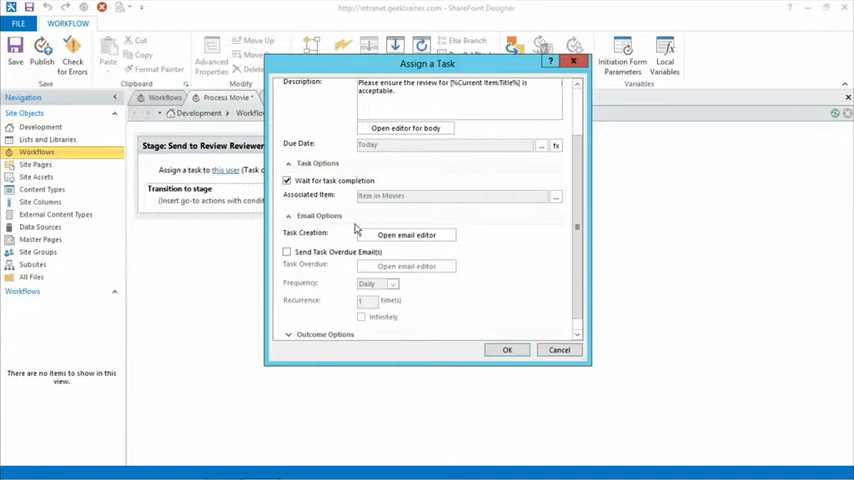 http://intranet.geektrainer.com/ - SharePoint Designer
FILE
WORKFLOW
Save
Check
for Errors
Save
Paste
Cut
Copy
Format Painter
Advanced
Properties
Move Up
Move Down
Else Branch
Initiation Form
Parameters
Local
Variables
Navigation
Workflows
Process Movie *
Site Objects
Development
Workflows
Development
Lists and Libraries
Workflows
Site Pages
Site Assets
Content Types
Site Columns
External Content Types
Data Sources
Master Pages
Site Groups
Subsites
All Files
Workflows
There are no items to show in this
view.
Stage: Send to Review Reviewer
Assign a task to this user (Task
Transition to stage
(Insert go-to actions with condit
Assign a Task
Description:
Please ensure the review for [%Current Item:Title%] is
acceptable.
Open editor for body
Due Date:
Today
...
fx
Task Options
Wait for task completion
Associated Item:
Item in Movies
...
Email Options
Task Creation:
Open email editor
Send Task Overdue Email(s)
Task Overdue:
Open email editor
Frequency:
Daily
Recurrence:
1
time(s)
Infinitely
Outcome Options
OK
Cancel